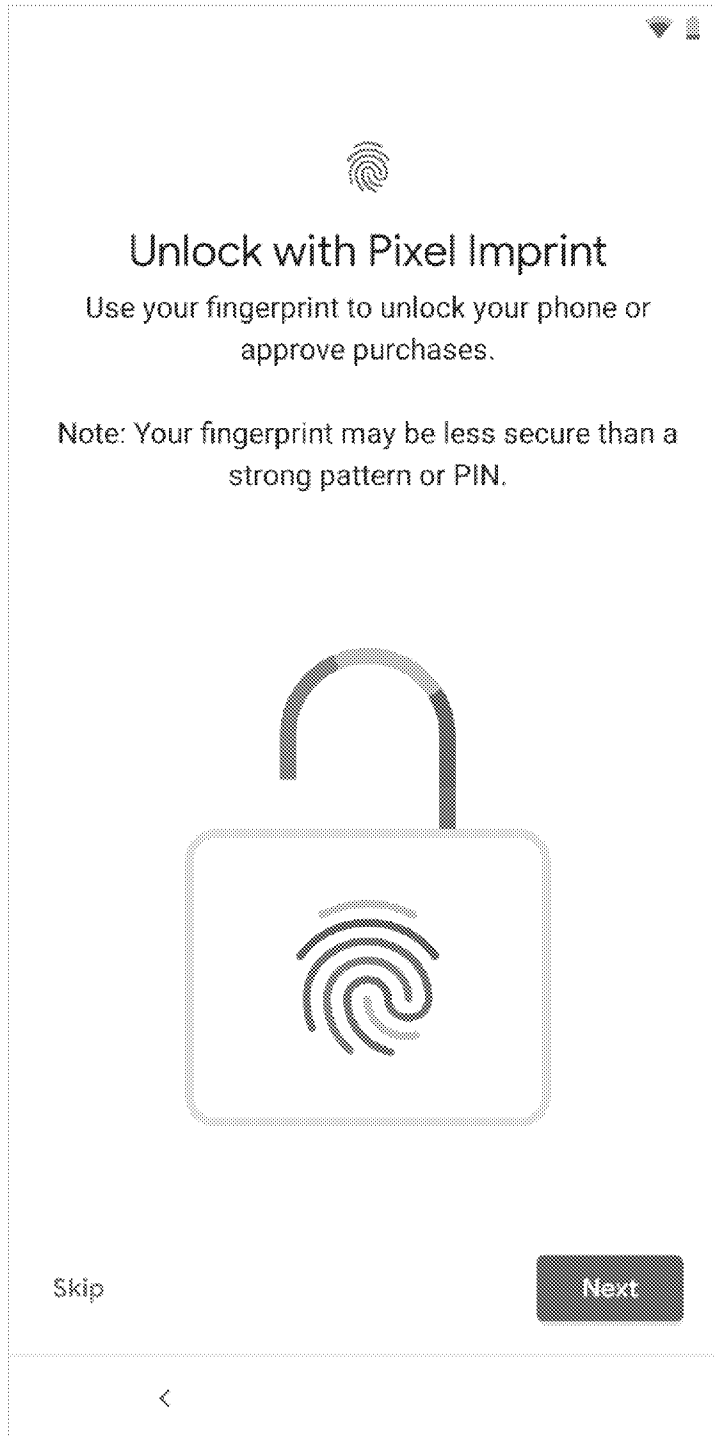 Unlock with Pixel Imprint
Use your fingerprint to unlock your phone or
approve purchases.
Note: Your fingerprint may be less secure than a
strong pattern or PIN.
Skip
Next